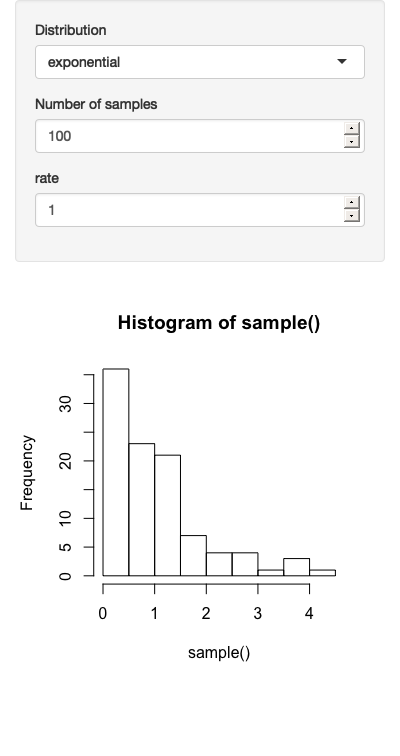 Distribution
exponential
Number of samples
100
rate
1
Histogram of sample()
Frequency
30
20
10
5
0
0 1 2 3 4
sample()